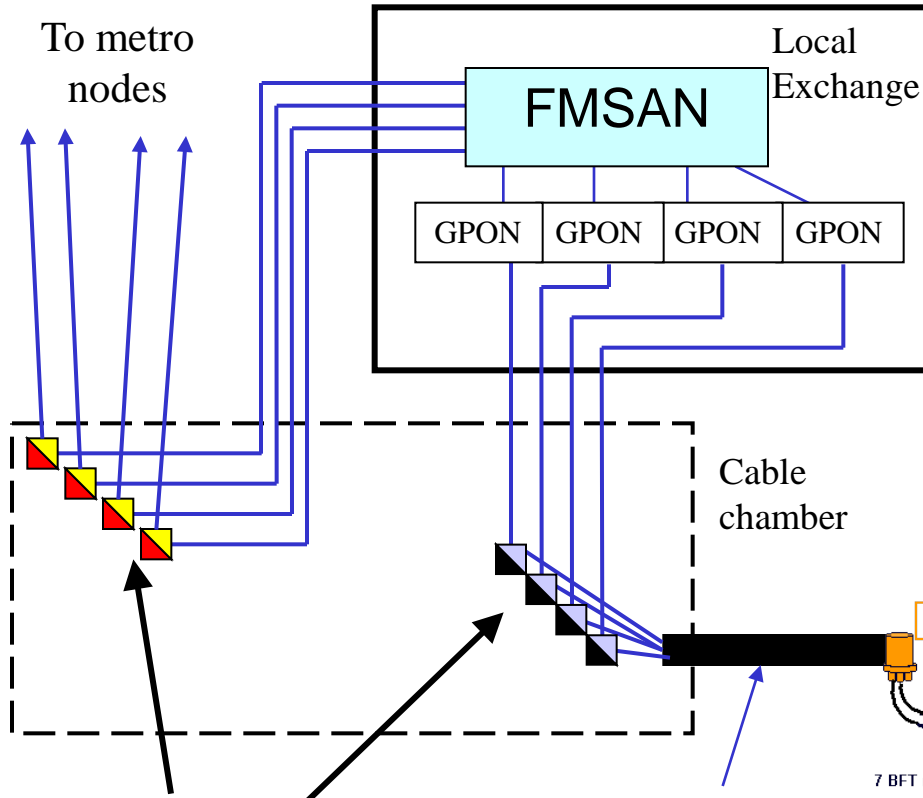 To metro
nodes
Local
Exchange
FMSAN
GPON GPON GPON GPON
Cable
chamber
7 BFT